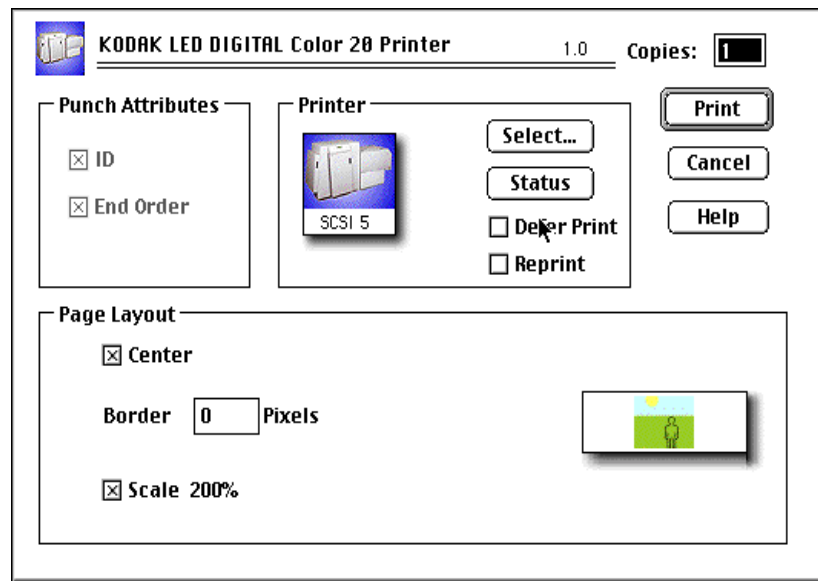 KODAK LED DIGITAL Color 20 Printer 1.0 Copies: 1
Punch Attributes
ID
End Order
Printer
SCSI 5
Select...
Status
Defer Print
Reprint
Print
Cancel
Help
Page Layout
Center
Border 0 Pixels
Scale 200%